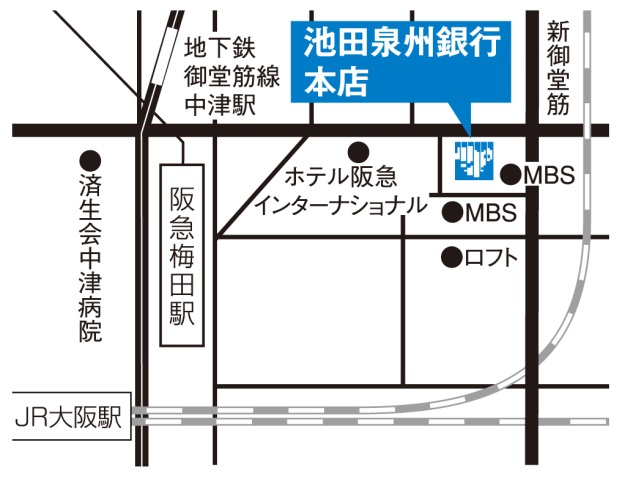 池田泉州銀行
本店
地下鉄
御堂筋線
中津駅
新御堂筋
済生会中津病院
阪急梅田駅
ホテル阪急
インターナショナル
MBS
MBS
ロフト
JR大阪駅